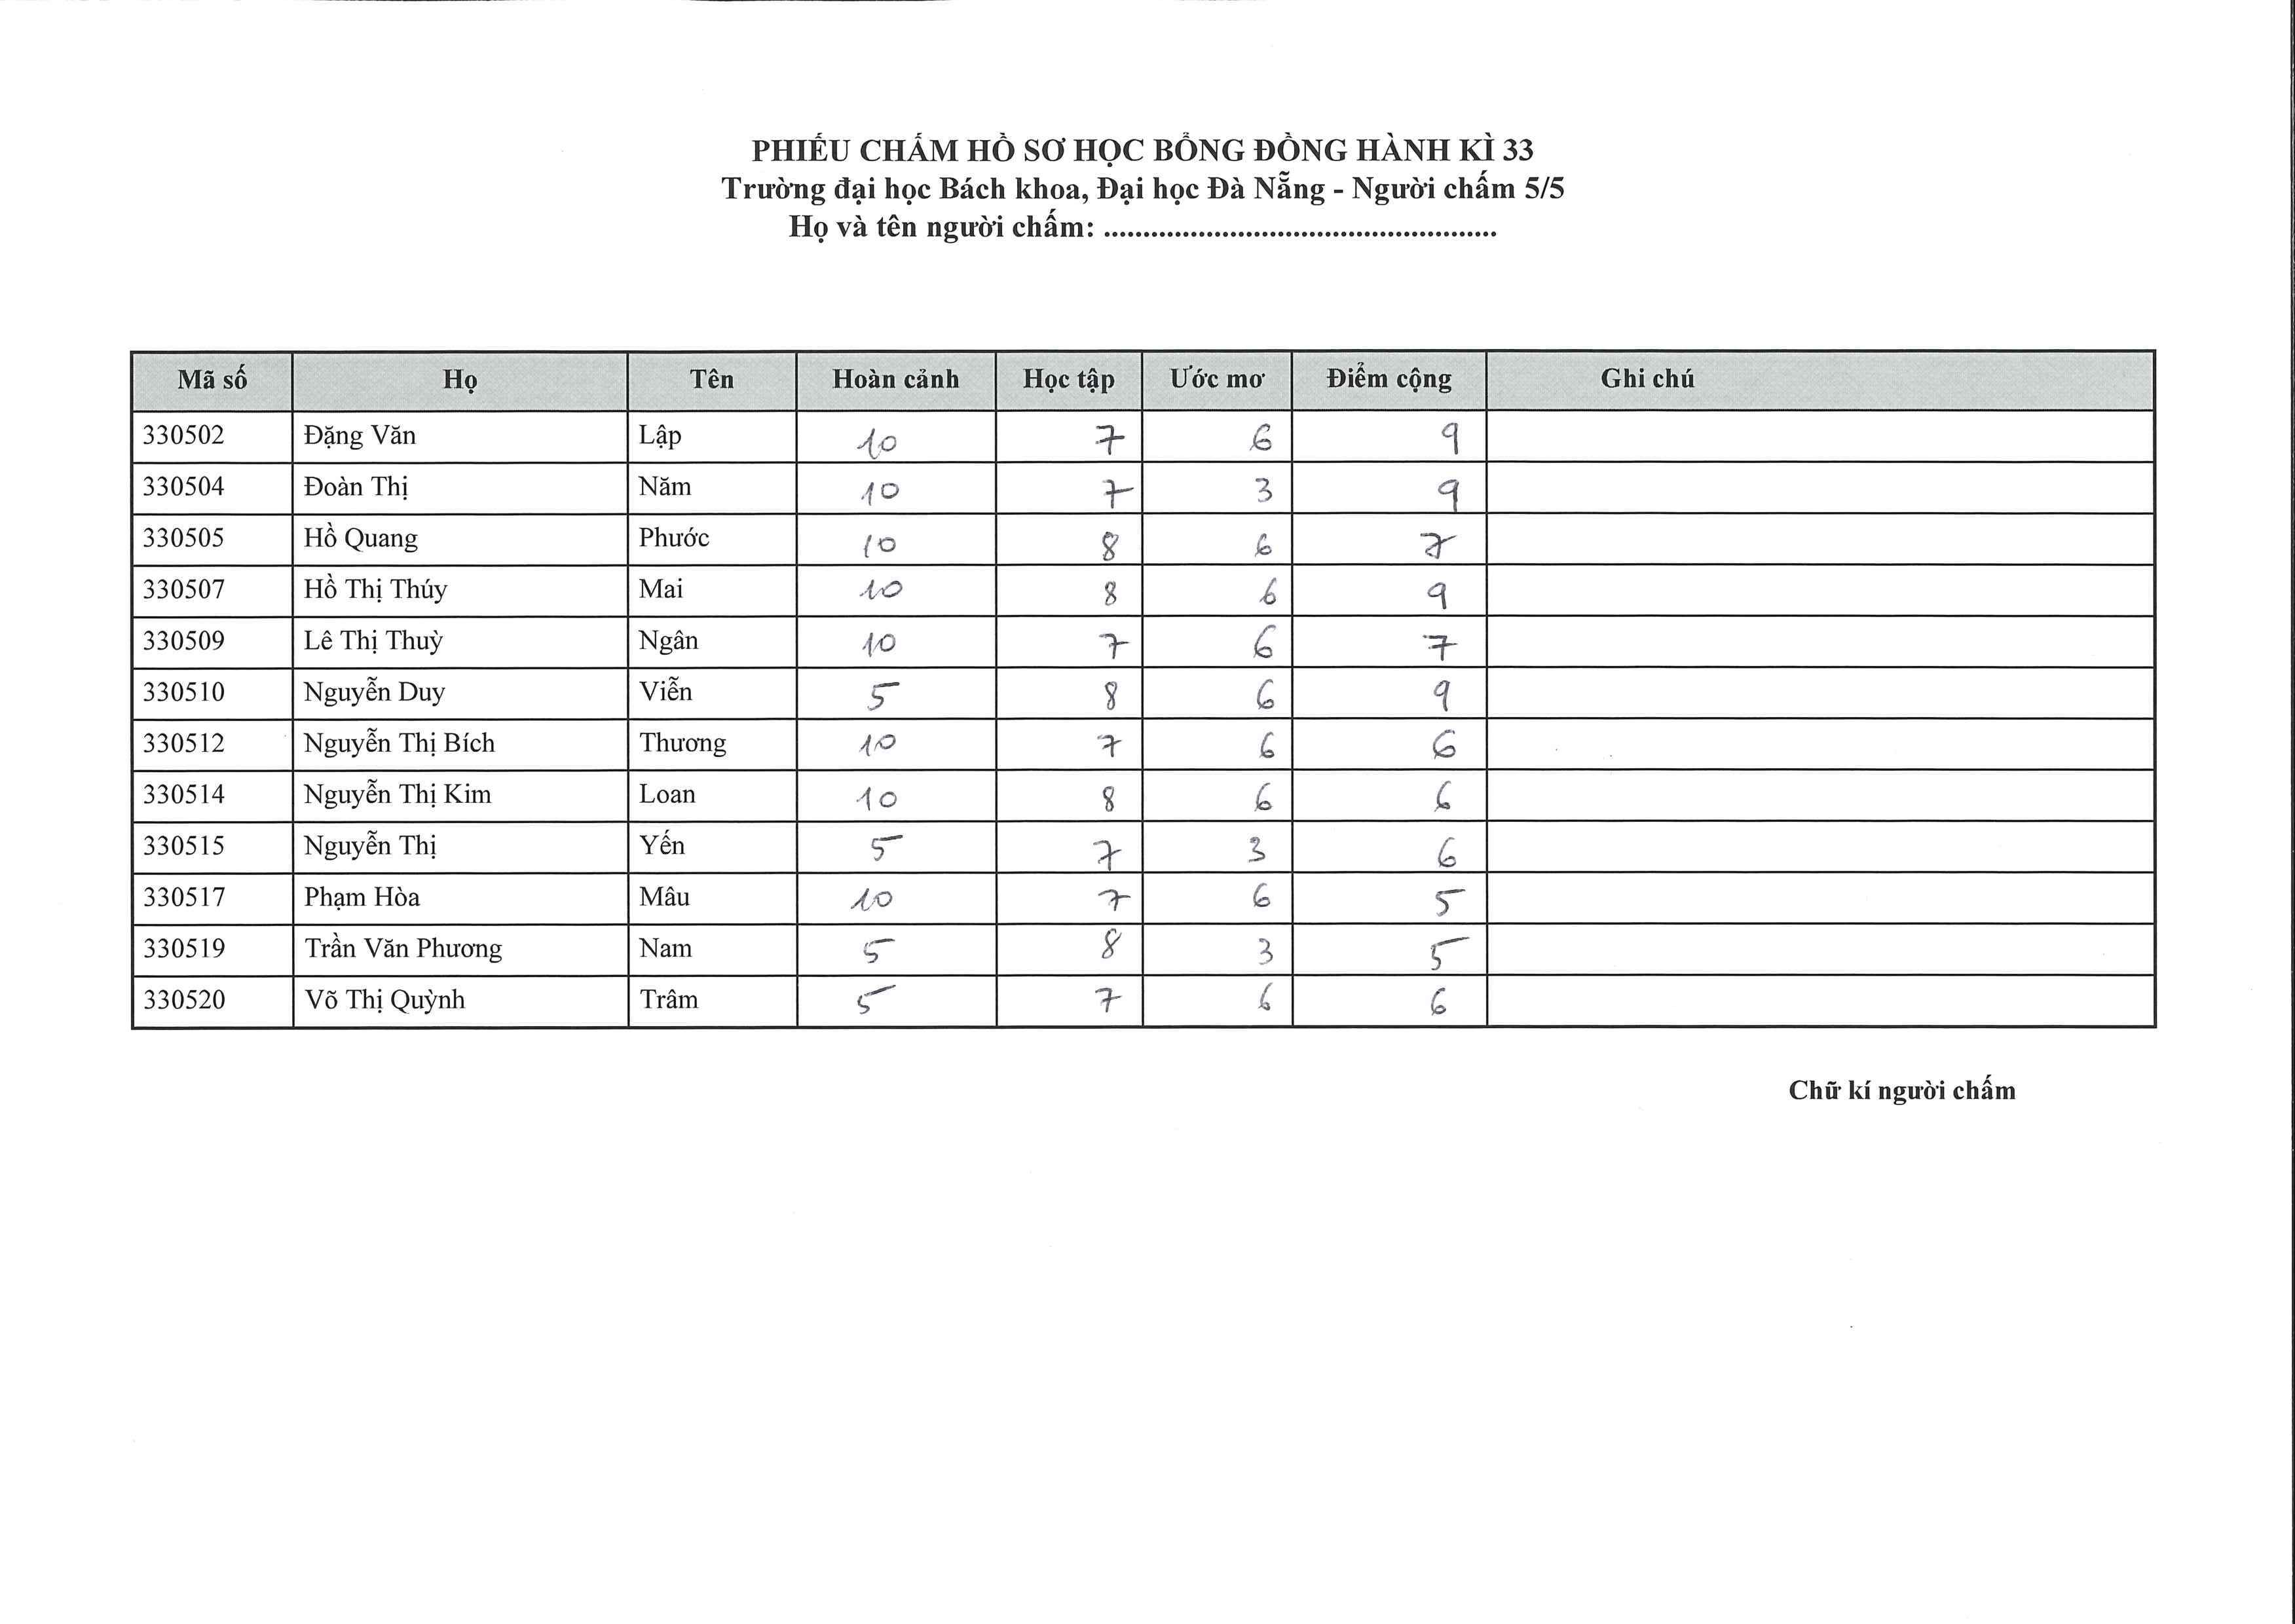 PHIẾU CHẤM HỒ SƠ HỌC BỔNG ĐỒNG HÀNH KÌ 33
Trường đại học Bách khoa, Đại học Đà Nẵng - Người chấm 5/5
Họ và tên người chấm: ..................................................
Mã số Họ Tên Hoàn cảnh Học tập Ước mơ Điểm cộng Ghi chú
330502 Đặng Văn Lập 10 7 6 9
330504 Đoàn Thị Năm 10 7 3 9
330505 Hồ Quang Phước 10 8 6 7
330507 Hồ Thị Thúy Mai 10 8 6 9
330509 Lê Thị Thuỳ Ngân 10 7 6 7
330510 Nguyễn Duy Viễn 5 8 6 9
330512 Nguyễn Thị Bích Thương 10 7 6 6
330514 Nguyễn Thị Kim Loan 10 8 6 6
330515 Nguyễn Thị Yến 5 7 3 6
330517 Phạm Hòa Mâu 10 7 6 5
330519 Trần Văn Phương Nam 5 8 3 5
330520 Võ Thị Quỳnh Trâm 5 7 6 6
Chữ kí người chấm